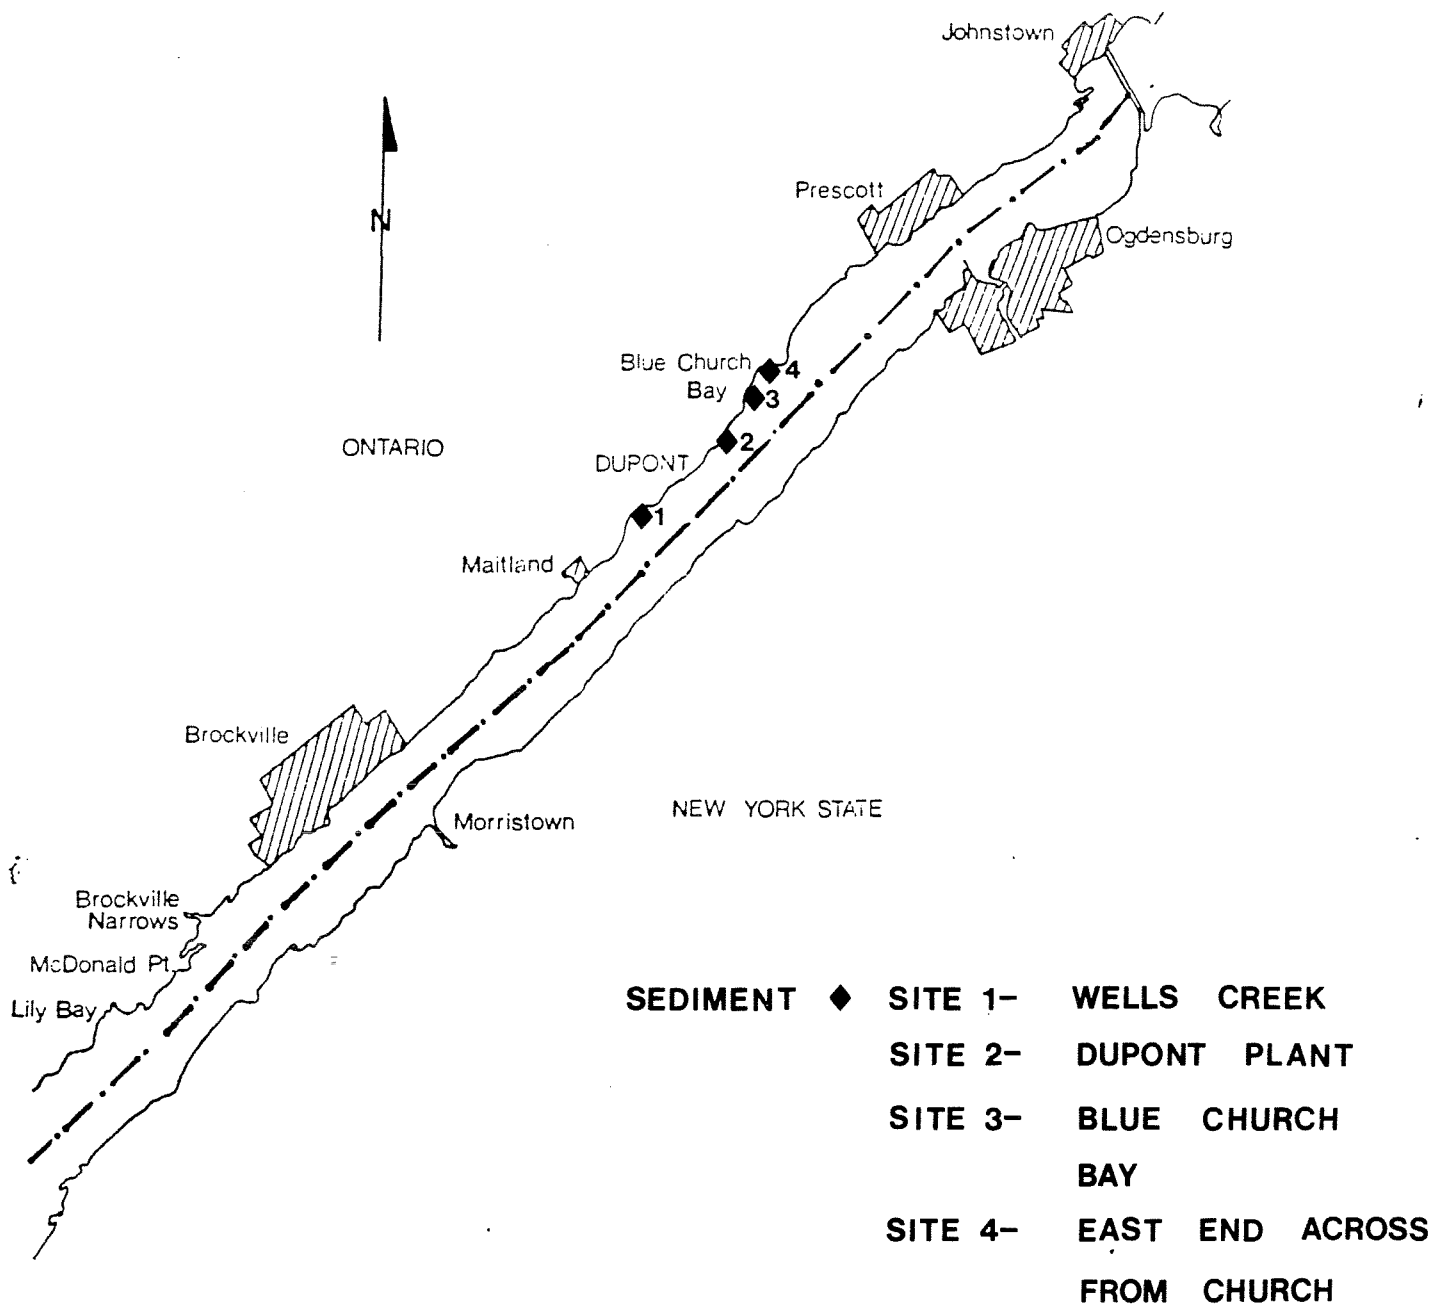 Johnstown
Prescott
N
Ogdensburg
Blue Church
Bay
4
3
2
ONTARIO
DUPONT
1
Maitland
Brockville
NEW YORK STATE
Morristown
Brockville
Narrows
McDonald Pt.
Lily Bay
SEDIMENT ◆ SITE 1- WELLS CREEK
SITE 2- DUPONT PLANT
SITE 3- BLUE CHURCH
BAY
SITE 4- EAST END ACROSS
FROM CHURCH